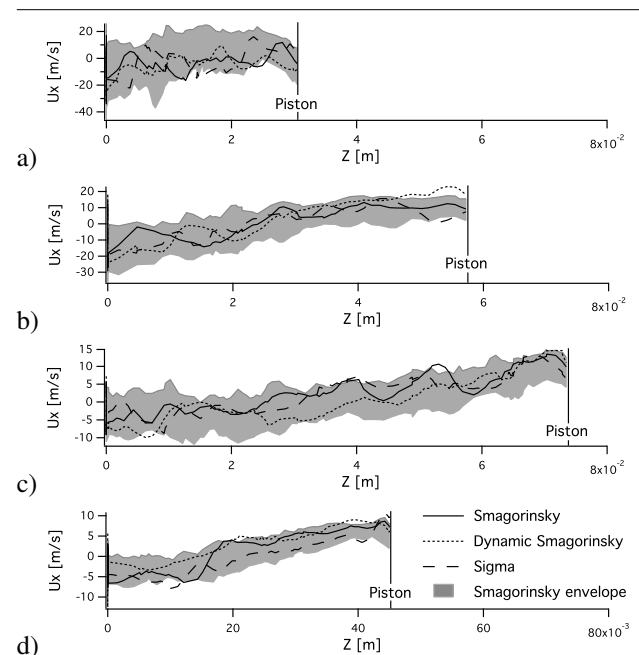 20
0
-20
-40
Ux [m/s]
Piston
0
2
4
6
8x10-2
Z [m]
a)
20
10
0
-10
-20
-30
Ux [m/s]
Piston
0
2
4
6
8x10-2
Z [m]
b)
15
10
5
0
-5
-10
Ux [m/s]
Piston
0
2
4
6
8x10-2
Z [m]
c)
10
5
0
-5
-10
Ux [m/s]
Piston
0
20
40
60
80x10-3
Z [m]
d)
Smagorinsky
Dynamic Smagorinsky
Sigma
Smagorinsky envelope